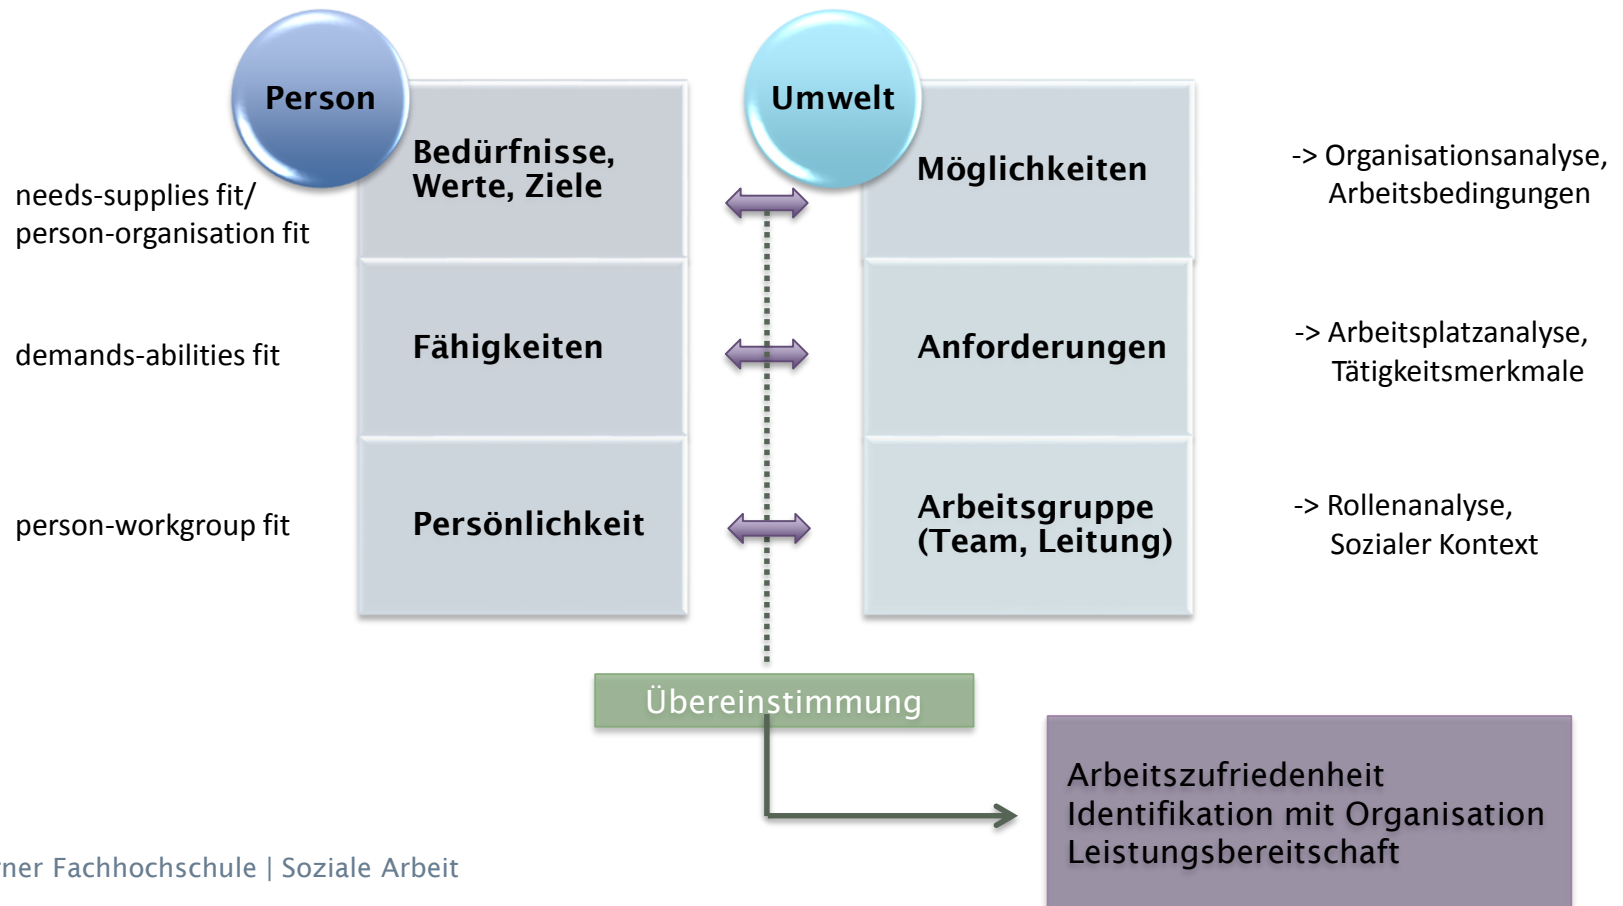 Person
Umwelt
needs-supplies fit/
person-organisation fit
Bedürfnisse,
Werte, Ziele
Möglichkeiten
-> Organisationsanalyse,
Arbeitsbedingungen
demands-abilities fit
Fähigkeiten
Anforderungen
-> Arbeitsplatzanalyse,
Tätigkeitsmerkmale
person-workgroup fit
Persönlichkeit
Arbeitsgruppe
(Team, Leitung)
-> Rollenanalyse,
Sozialer Kontext
Übereinstimmung
Arbeitszufriedenheit
Identifikation mit Organisation
Leistungsbereitschaft
ner Fachhochschule | Soziale Arbeit